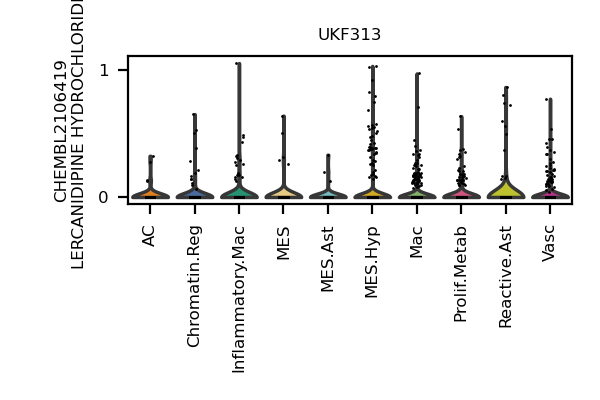 UKF313
CHEMBL2106419
LERCANIDIPINE HYDROCHLORID
1
0
AC
Chromatin.Reg
Inflammatory.Mac
MES
MES.Ast
MES.Hyp
Mac
Prolif.Metab
Reactive.Ast
Vasc